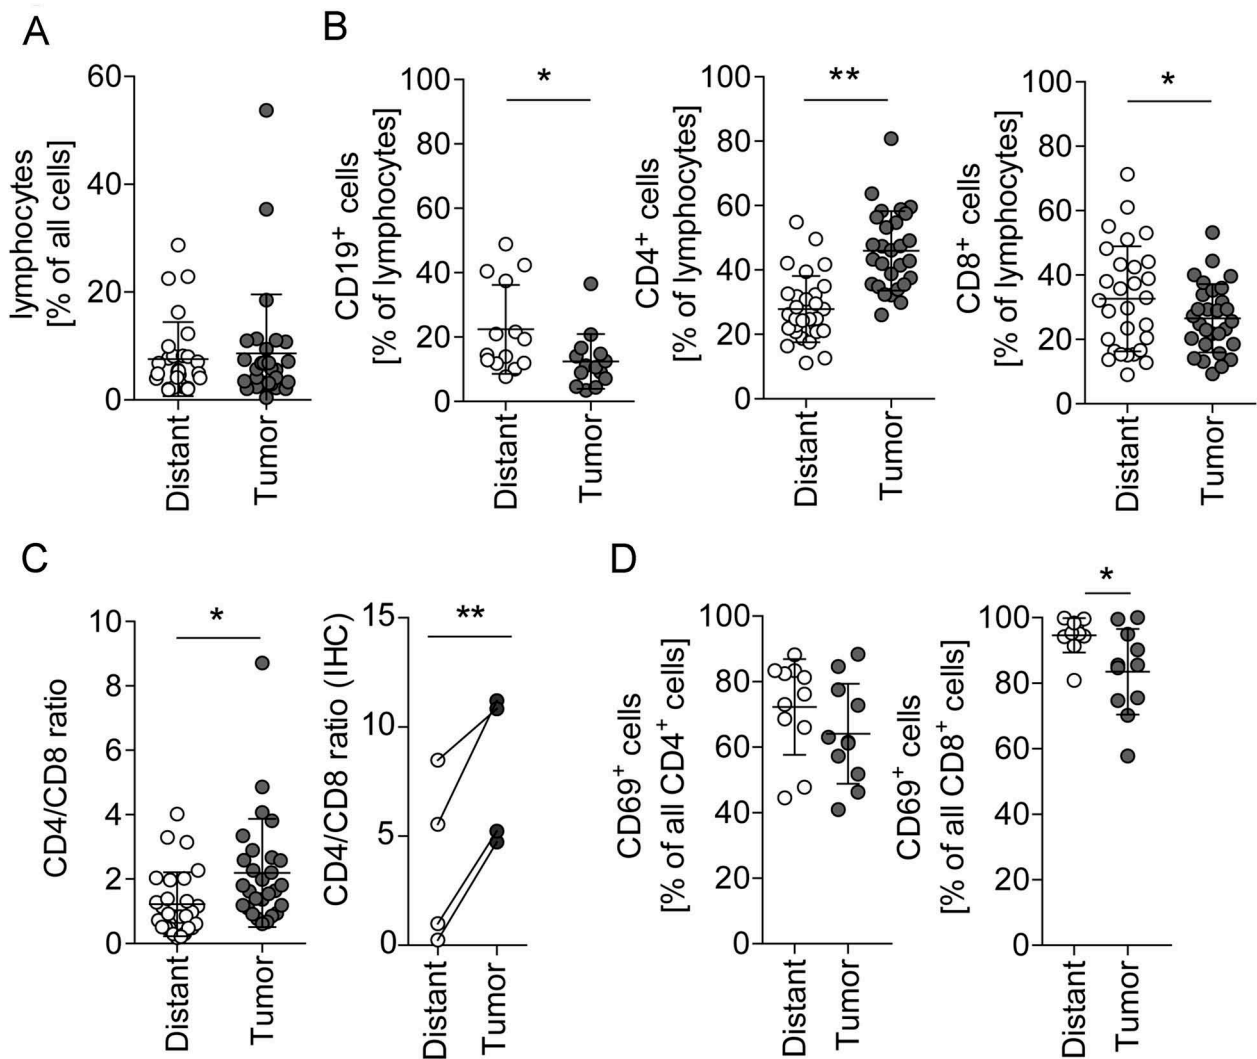 A
lymphocytes
[% of all cells]
60
40
20
0
Distant
Tumor
B
CD19+ cells
[% of lymphocytes]
100
80
60
40
20
0
*
Distant
Tumor
CD4+ cells
[% of lymphocytes]
100
80
60
40
20
0
**
Distant
Tumor
CD8+ cells
[% of lymphocytes]
100
80
60
40
20
0
*
Distant
Tumor
C
CD4/CD8 ratio
10
8
6
4
2
0
*
Distant
Tumor
CD4/CD8 ratio (IHC)
15
10
5
0
**
Distant
Tumor
D
CD69+ cells
[% of all CD4+ cells]
100
80
60
40
20
0
Distant
Tumor
CD69+ cells
[% of all CD8+ cells]
100
80
60
40
20
0
*
Distant
Tumor